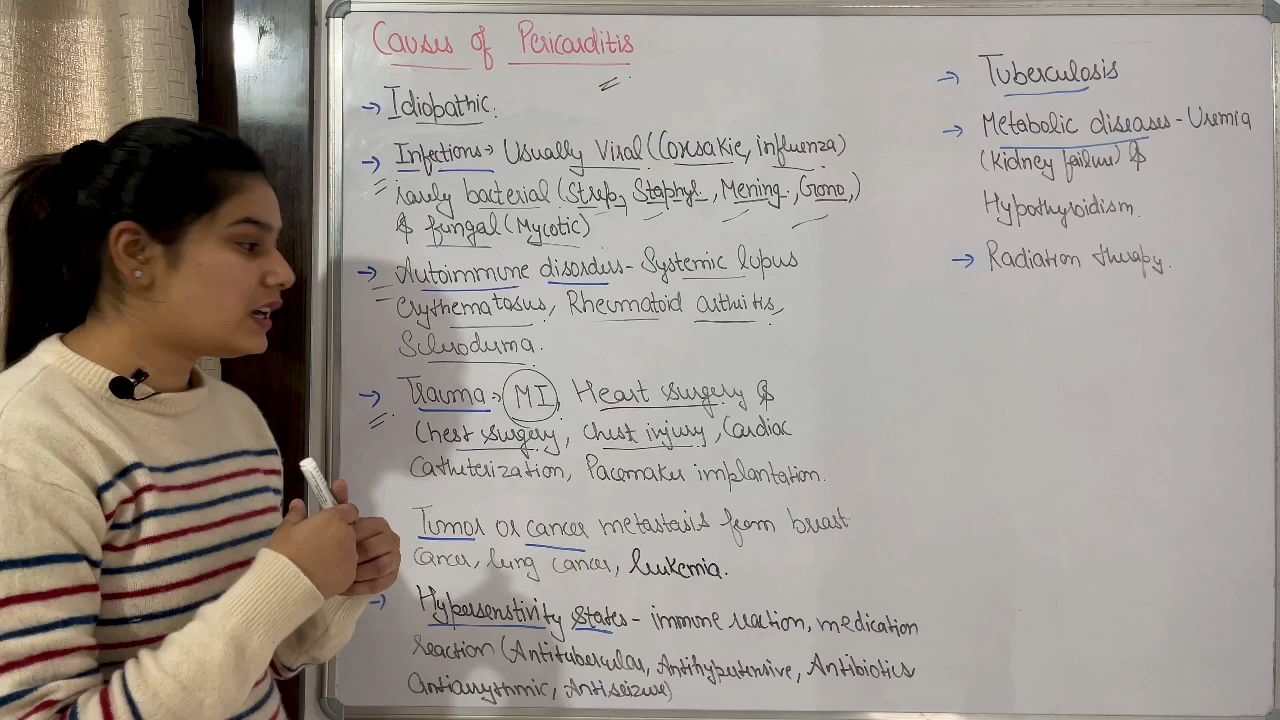 Causes of Pericarditis
→ Idiopathic.
→ Infections → Usually Viral (Coxsakie, influenza)
rarely bacterial (Strep, Staphyl., Mening., Gono,)
& fungal (Mycotic)
→ Autoimmune disorders - Systemic lupus
erythematosus, Rheumatoid arthritis,
Scleroderma.
→ Trauma → MI, Heart surgery &
Chest surgery, Chest injury, Cardiac
Catheterization, Pacemaker implantation.
Tumor or cancer metastasis from breast
cancer, lung cancer, leukemia.
→ Hypersenstivity States - immune reaction, medication
reaction (Antitubercular, Antihypetensive, Antibiotics
Antiarrythmic, Antiseizure)
→ Tuberculosis
→ Metabolic diseases - Uremia
(Kidney failure) &
Hypothyroidism.
→ Radiation therapy.